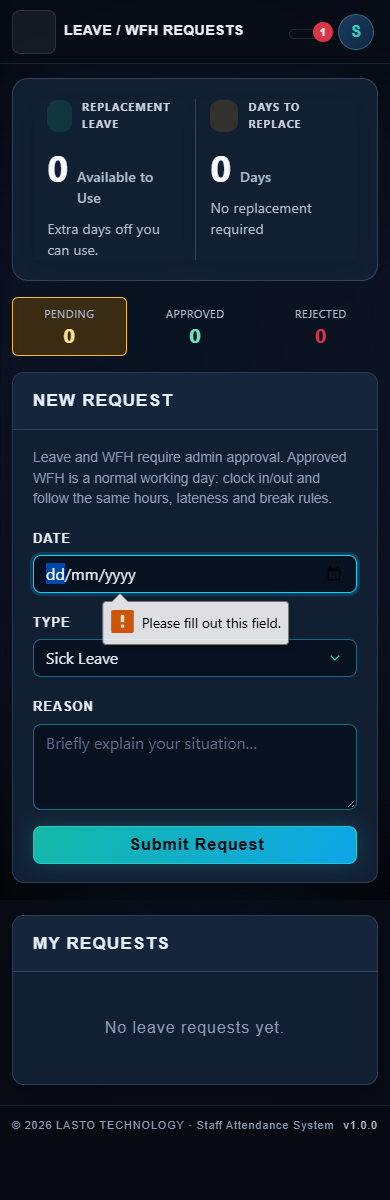 LEAVE / WFH REQUESTS
1
S
REPLACEMENT
LEAVE
0 Available to
Use
Extra days off you
can use.
DAYS TO
REPLACE
0 Days
No replacement
required
PENDING
0
APPROVED
0
REJECTED
0
NEW REQUEST
Leave and WFH require admin approval. Approved
WFH is a normal working day: clock in/out and
follow the same hours, lateness and break rules.
DATE
dd/mm/yyyy
Please fill out this field.
TYPE
Sick Leave
REASON
Briefly explain your situation...
Submit Request
MY REQUESTS
No leave requests yet.
© 2026 LASTO TECHNOLOGY · Staff Attendance System v1.0.0